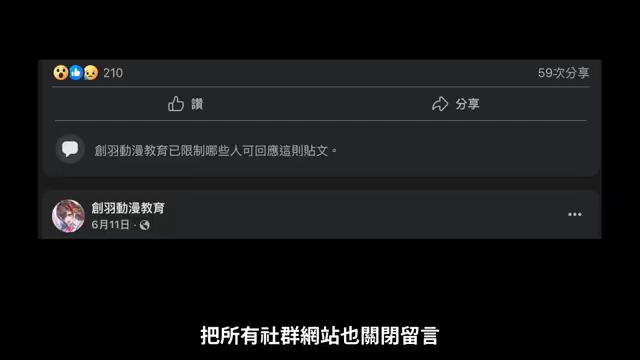 210
59次分享
讚
分享
創羽動漫教育已限制哪些人可回應這則貼文。
創羽動漫教育
6月11日 ·
把所有社群網站也關閉留言